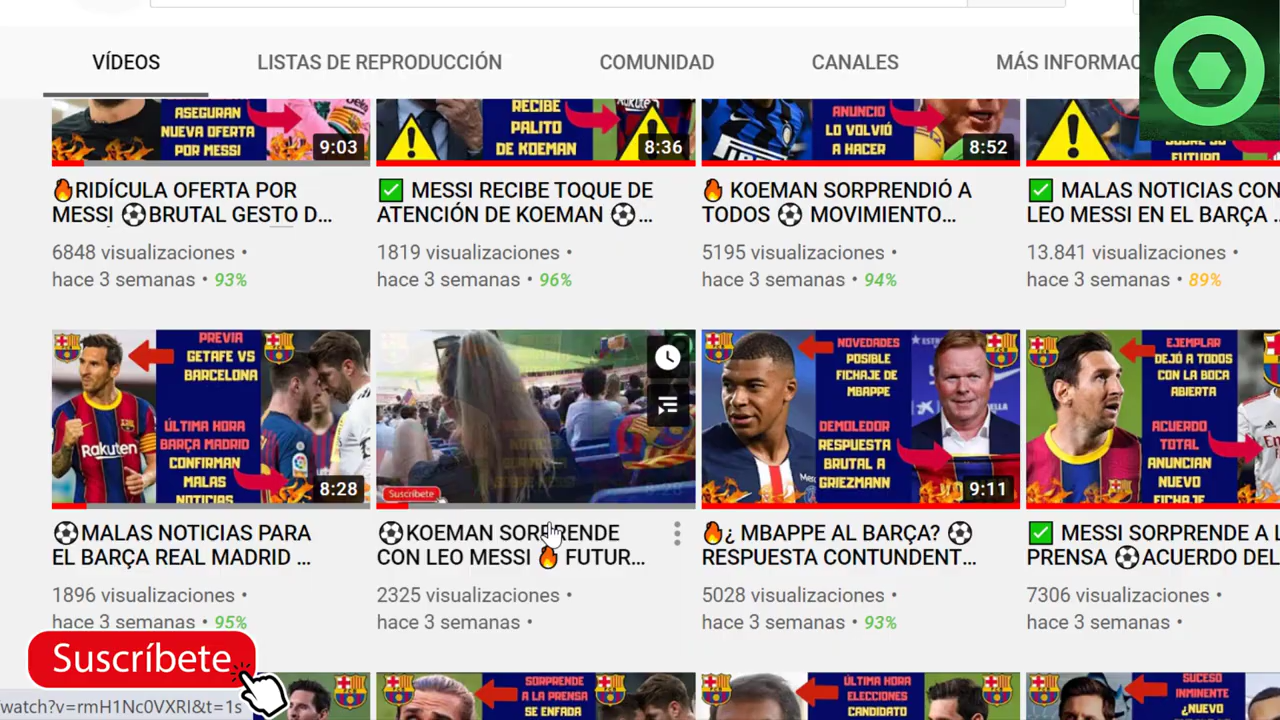 VÍDEOS
LISTAS DE REPRODUCCIÓN
COMUNIDAD
CANALES
MÁS INFORMAC
ASEGURAN
NUEVA OFERTA
POR MESSI
9:03
RECIBE
PALITO
DE KOEMAN
8:36
ANUNCIO
LO VOLVIÓ
A HACER
8:52
FUTURO
🔥RIDÍCULA OFERTA POR
MESSI ⚽BRUTAL GESTO D...
6848 visualizaciones •
hace 3 semanas • 93%
✅ MESSI RECIBE TOQUE DE
ATENCIÓN DE KOEMAN ⚽...
1819 visualizaciones •
hace 3 semanas • 96%
🔥 KOEMAN SORPRENDIÓ A
TODOS ⚽ MOVIMIENTO...
5195 visualizaciones •
hace 3 semanas • 94%
✅ MALAS NOTICIAS CON
LEO MESSI EN EL BARÇA .
13.841 visualizaciones •
hace 3 semanas • 89%
PREVIA
GETAFE VS
BARCELONA
Rakuten
ÚLTIMA HORA
BARÇA MADRID
CONFIRMAN
MALAS
NOTICIAS
8:28
Suscríbete
NOVEDADES
POSIBLE
FICHAJE DE
MBAPPE
DEMOLEDOR
RESPUESTA
BRUTAL A
GRIEZMANN
9:11
EJEMPLAR
DEJÓ A TODOS
CON LA BOCA
ABIERTA
ACUERDO
TOTAL
ANUNCIAN
NUEVO
FICHAJE
⚽MALAS NOTICIAS PARA
EL BARÇA REAL MADRID ...
1896 visualizaciones •
hace 3 semanas • 95%
⚽KOEMAN SORPRENDE
CON LEO MESSI 🔥 FUTUR...
2325 visualizaciones •
hace 3 semanas •
🔥¿ MBAPPE AL BARÇA? ⚽
RESPUESTA CONTUNDENT...
5028 visualizaciones •
hace 3 semanas • 93%
✅ MESSI SORPRENDE A L
PRENSA ⚽ACUERDO DEL
7306 visualizaciones •
hace 3 semanas •
Suscríbete
watch?v=rmH1Nc0VXRI&t=1s
SORPRENDE
A LA PRENSA
SE ENFADA
ÚLTIMA HORA
ELECCIONES
CANDIDATO
SUCESO
INMINENTE
¿NUEVO